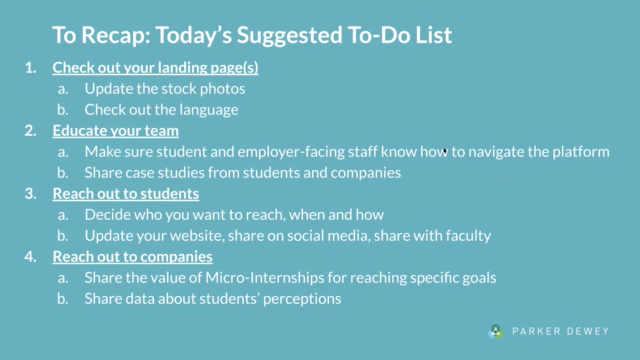 To Recap: Today's Suggested To-Do List
1. Check out your landing page(s)
a. Update the stock photos
b. Check out the language
2. Educate your team
a. Make sure student and employer-facing staff know how to navigate the platform
b. Share case studies from students and companies
3. Reach out to students
a. Decide who you want to reach, when and how
b. Update your website, share on social media, share with faculty
4. Reach out to companies
a. Share the value of Micro-Internships for reaching specific goals
b. Share data about students' perceptions
PARKER DEWEY